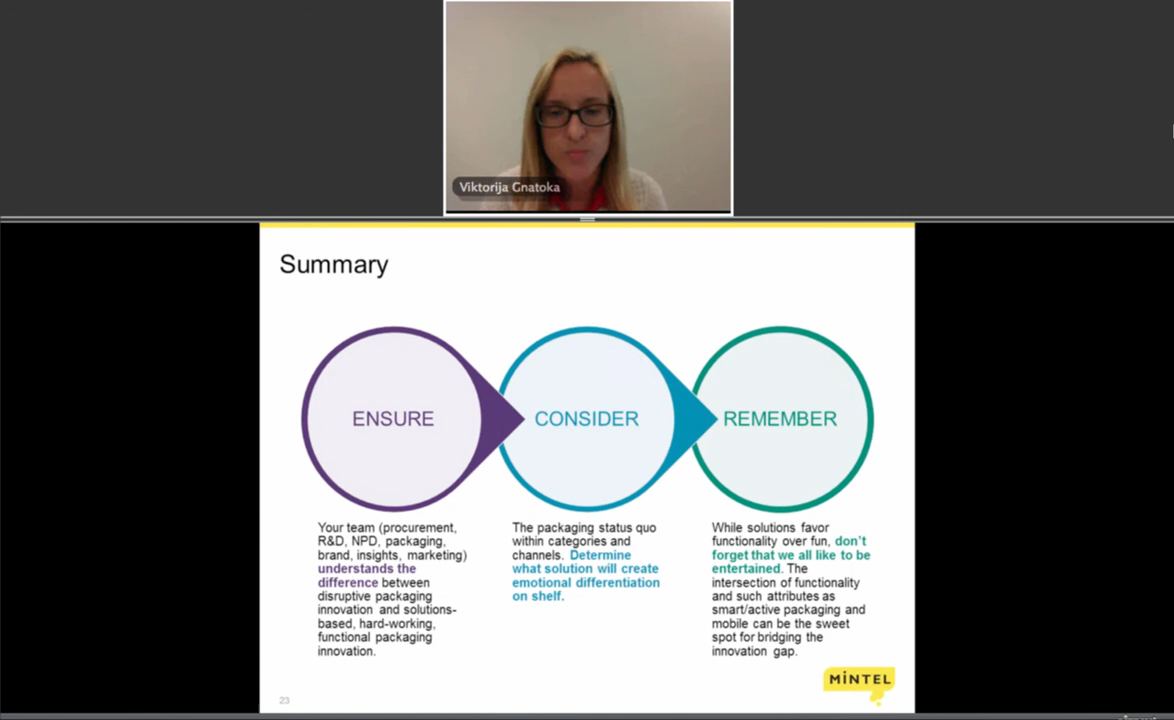 Viktorija Gnatoka
Summary
ENSURE
CONSIDER
REMEMBER
Your team (procurement,
R&D, NPD, packaging,
brand, insights, marketing)
understands the
difference between
disruptive packaging
innovation and solutions-
based, hard-working,
functional packaging
innovation.
The packaging status quo
within categories and
channels. Determine
what solution will create
emotional differentiation
on shelf.
While solutions favor
functionality over fun, don't
forget that we all like to be
entertained. The
intersection of functionality
and such attributes as
smart/active packaging and
mobile can be the sweet
spot for bridging the
innovation gap.
MiNTEL
23